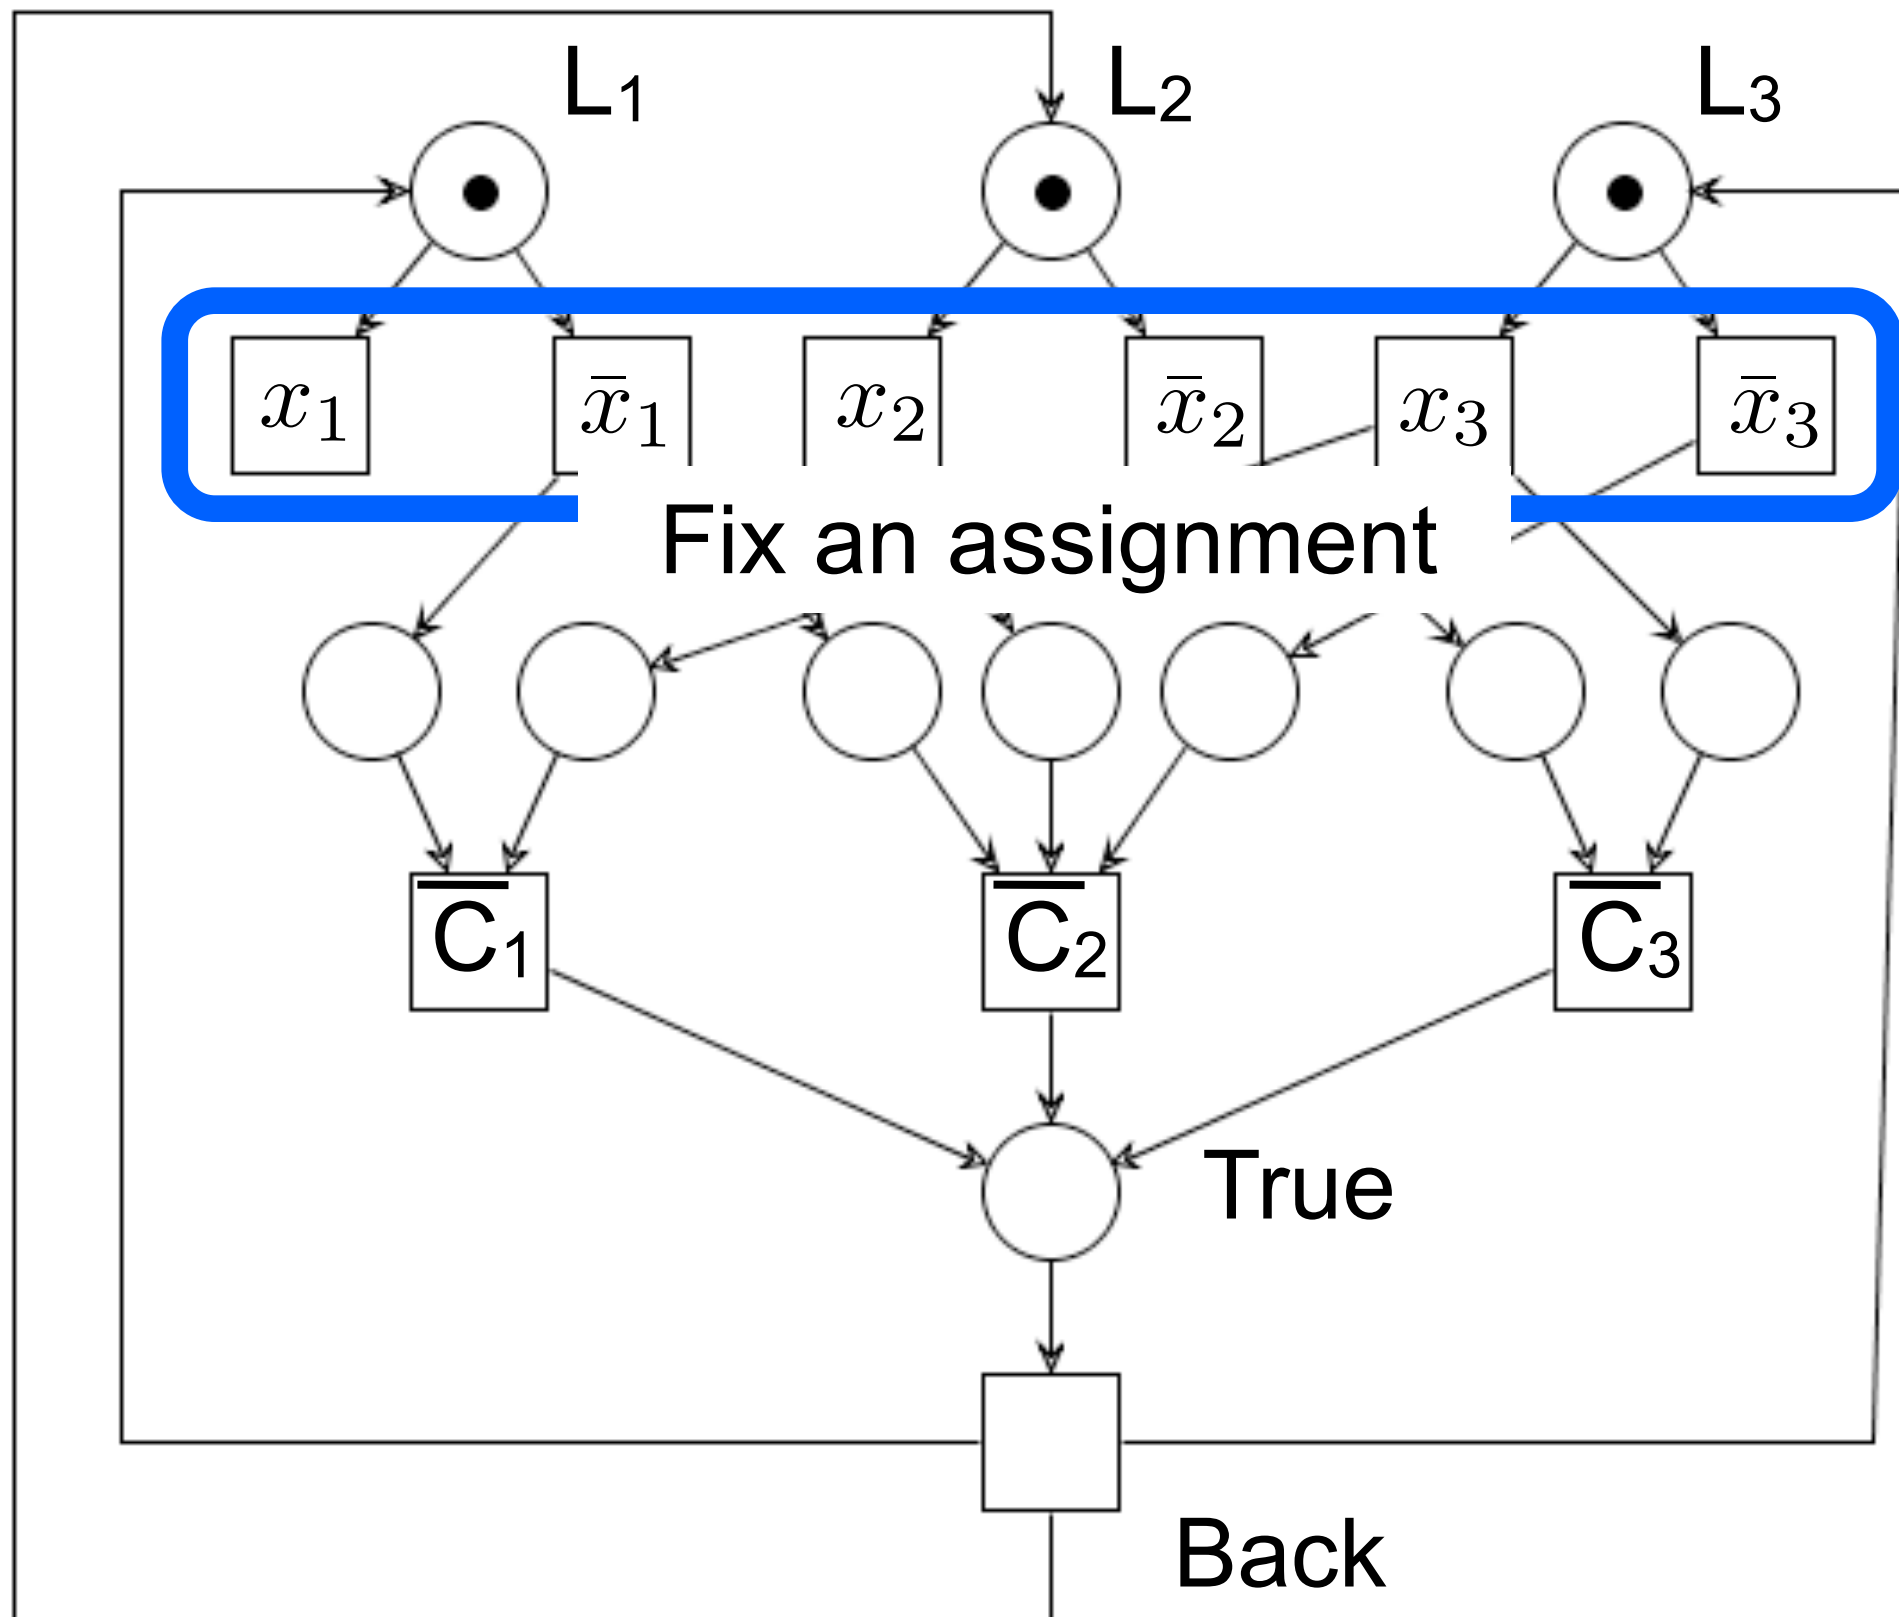 L₁ L₂ L₃
x₁ x̄₁ x₂ x̄₂ x₃ x̄₃
Fix an assignment
C̅₁ C̅₂ C̅₃
True
Back